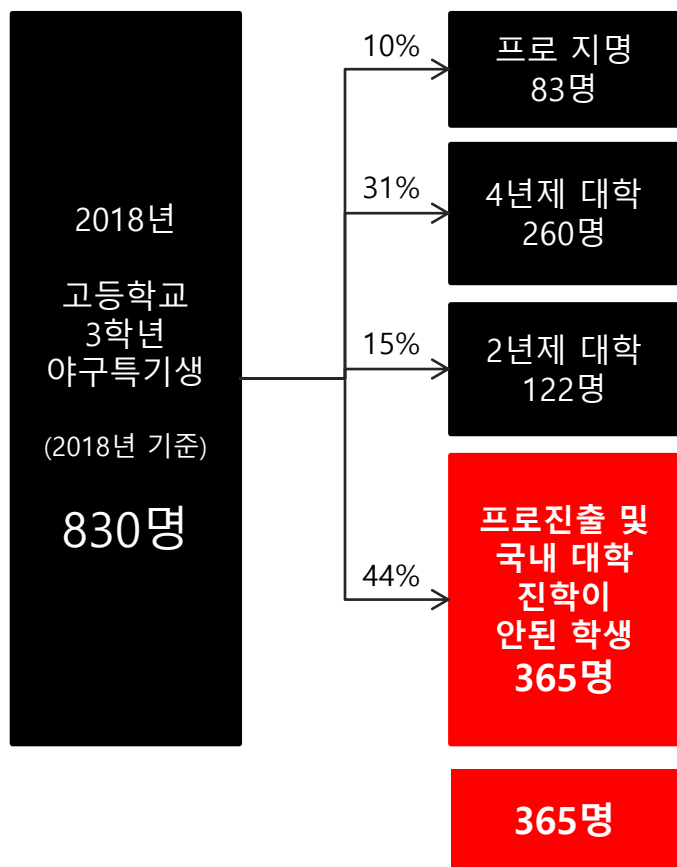 2018년
고등학교
3학년
야구특기생
(2018년 기준)
830명
10%
프로 지명
83명
31%
4년제 대학
260명
15%
2년제 대학
122명
44%
프로진출 및
국내 대학
진학이
안된 학생
365명
365명